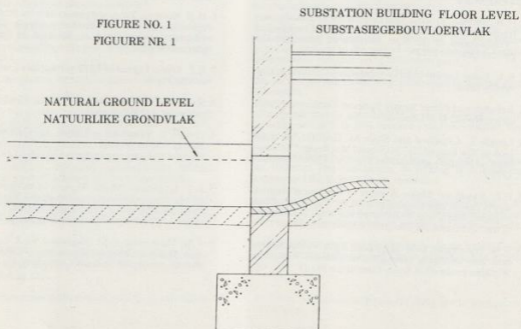 FIGURE NO. 1
FIGUURE NR. 1
SUBSTATION BUILDING FLOOR LEVEL
SUBSTASIEGEBOUVLOERVLAK
NATURAL GROUND LEVEL
NATUURLIKE GRONDVLAK